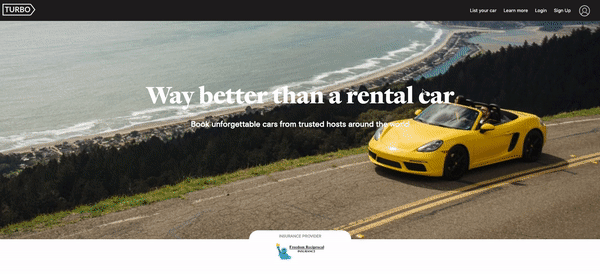 TURBO
List your car
Learn more
Login
Sign Up
Way better than a rental car
Book unforgettable cars from trusted hosts around the world.
INSURANCE PROVIDER
Freedom Reciprocal
INSURANCE